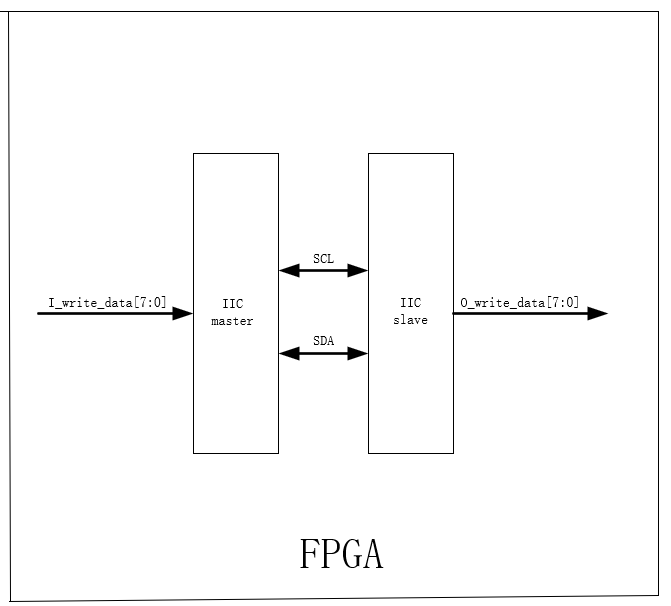 SCL
I_write_data[7:0]
IIC
master
IIC
slave
O_write_data[7:0]
SDA
FPGA